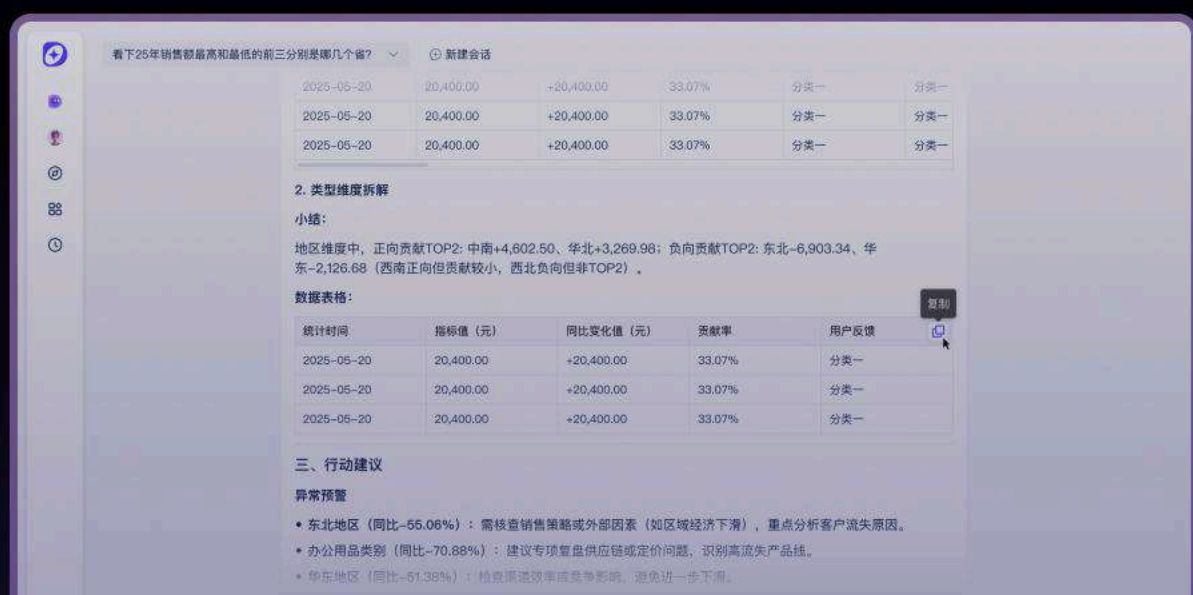 看下25年销售额最高和最低的前三分别是哪几个省? 新建会话
2025-05-20 20,400.00 +20,400.00 33.07% 分类一 分类一
2025-05-20 20,400.00 +20,400.00 33.07% 分类一 分类一
2025-05-20 20,400.00 +20,400.00 33.07% 分类一 分类一
2. 类型维度拆解
小结：
地区维度中，正向贡献TOP2: 中南+4,602.50、华北+3,269.98；负向贡献TOP2: 东北-6,903.34、华
东-2,126.68（西南正向但贡献较小，西北负向但非TOP2）。
数据表格：
复制
统计时间 指标值（元） 同比变化值（元） 贡献率 用户反馈
2025-05-20 20,400.00 +20,400.00 33.07% 分类一
2025-05-20 20,400.00 +20,400.00 33.07% 分类一
2025-05-20 20,400.00 +20,400.00 33.07% 分类一
三、行动建议
异常预警
• 东北地区（同比-55.06%）：需核查销售策略或外部因素（如区域经济下滑），重点分析客户流失原因。
• 办公用品类别（同比-70.88%）：建议专项复盘供应链或定价问题，识别高流失产品线。
• 华东地区（同比-51.38%）：检查渠道效率或竞争影响，避免进一步下滑。